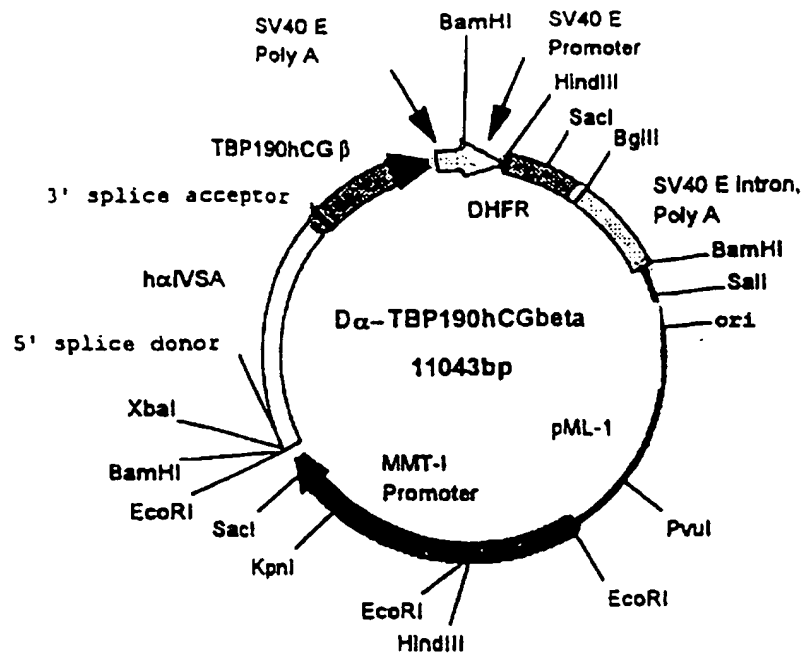 SV40 E
Poly A
BamHI
SV40 E
Promoter
HindIII
SacI
BglII
TBP190hCG β
3' splice acceptor
DHFR
SV40 E Intron,
Poly A
BamHI
SalI
hαIVSA
ori
Dα-TBP190hCGbeta
11043bp
5' splice donor
XbaI
pML-1
BamHI
MMT-I
Promoter
EcoRI
SacI
PvuI
KpnI
EcoRI
EcoRI
HindIII